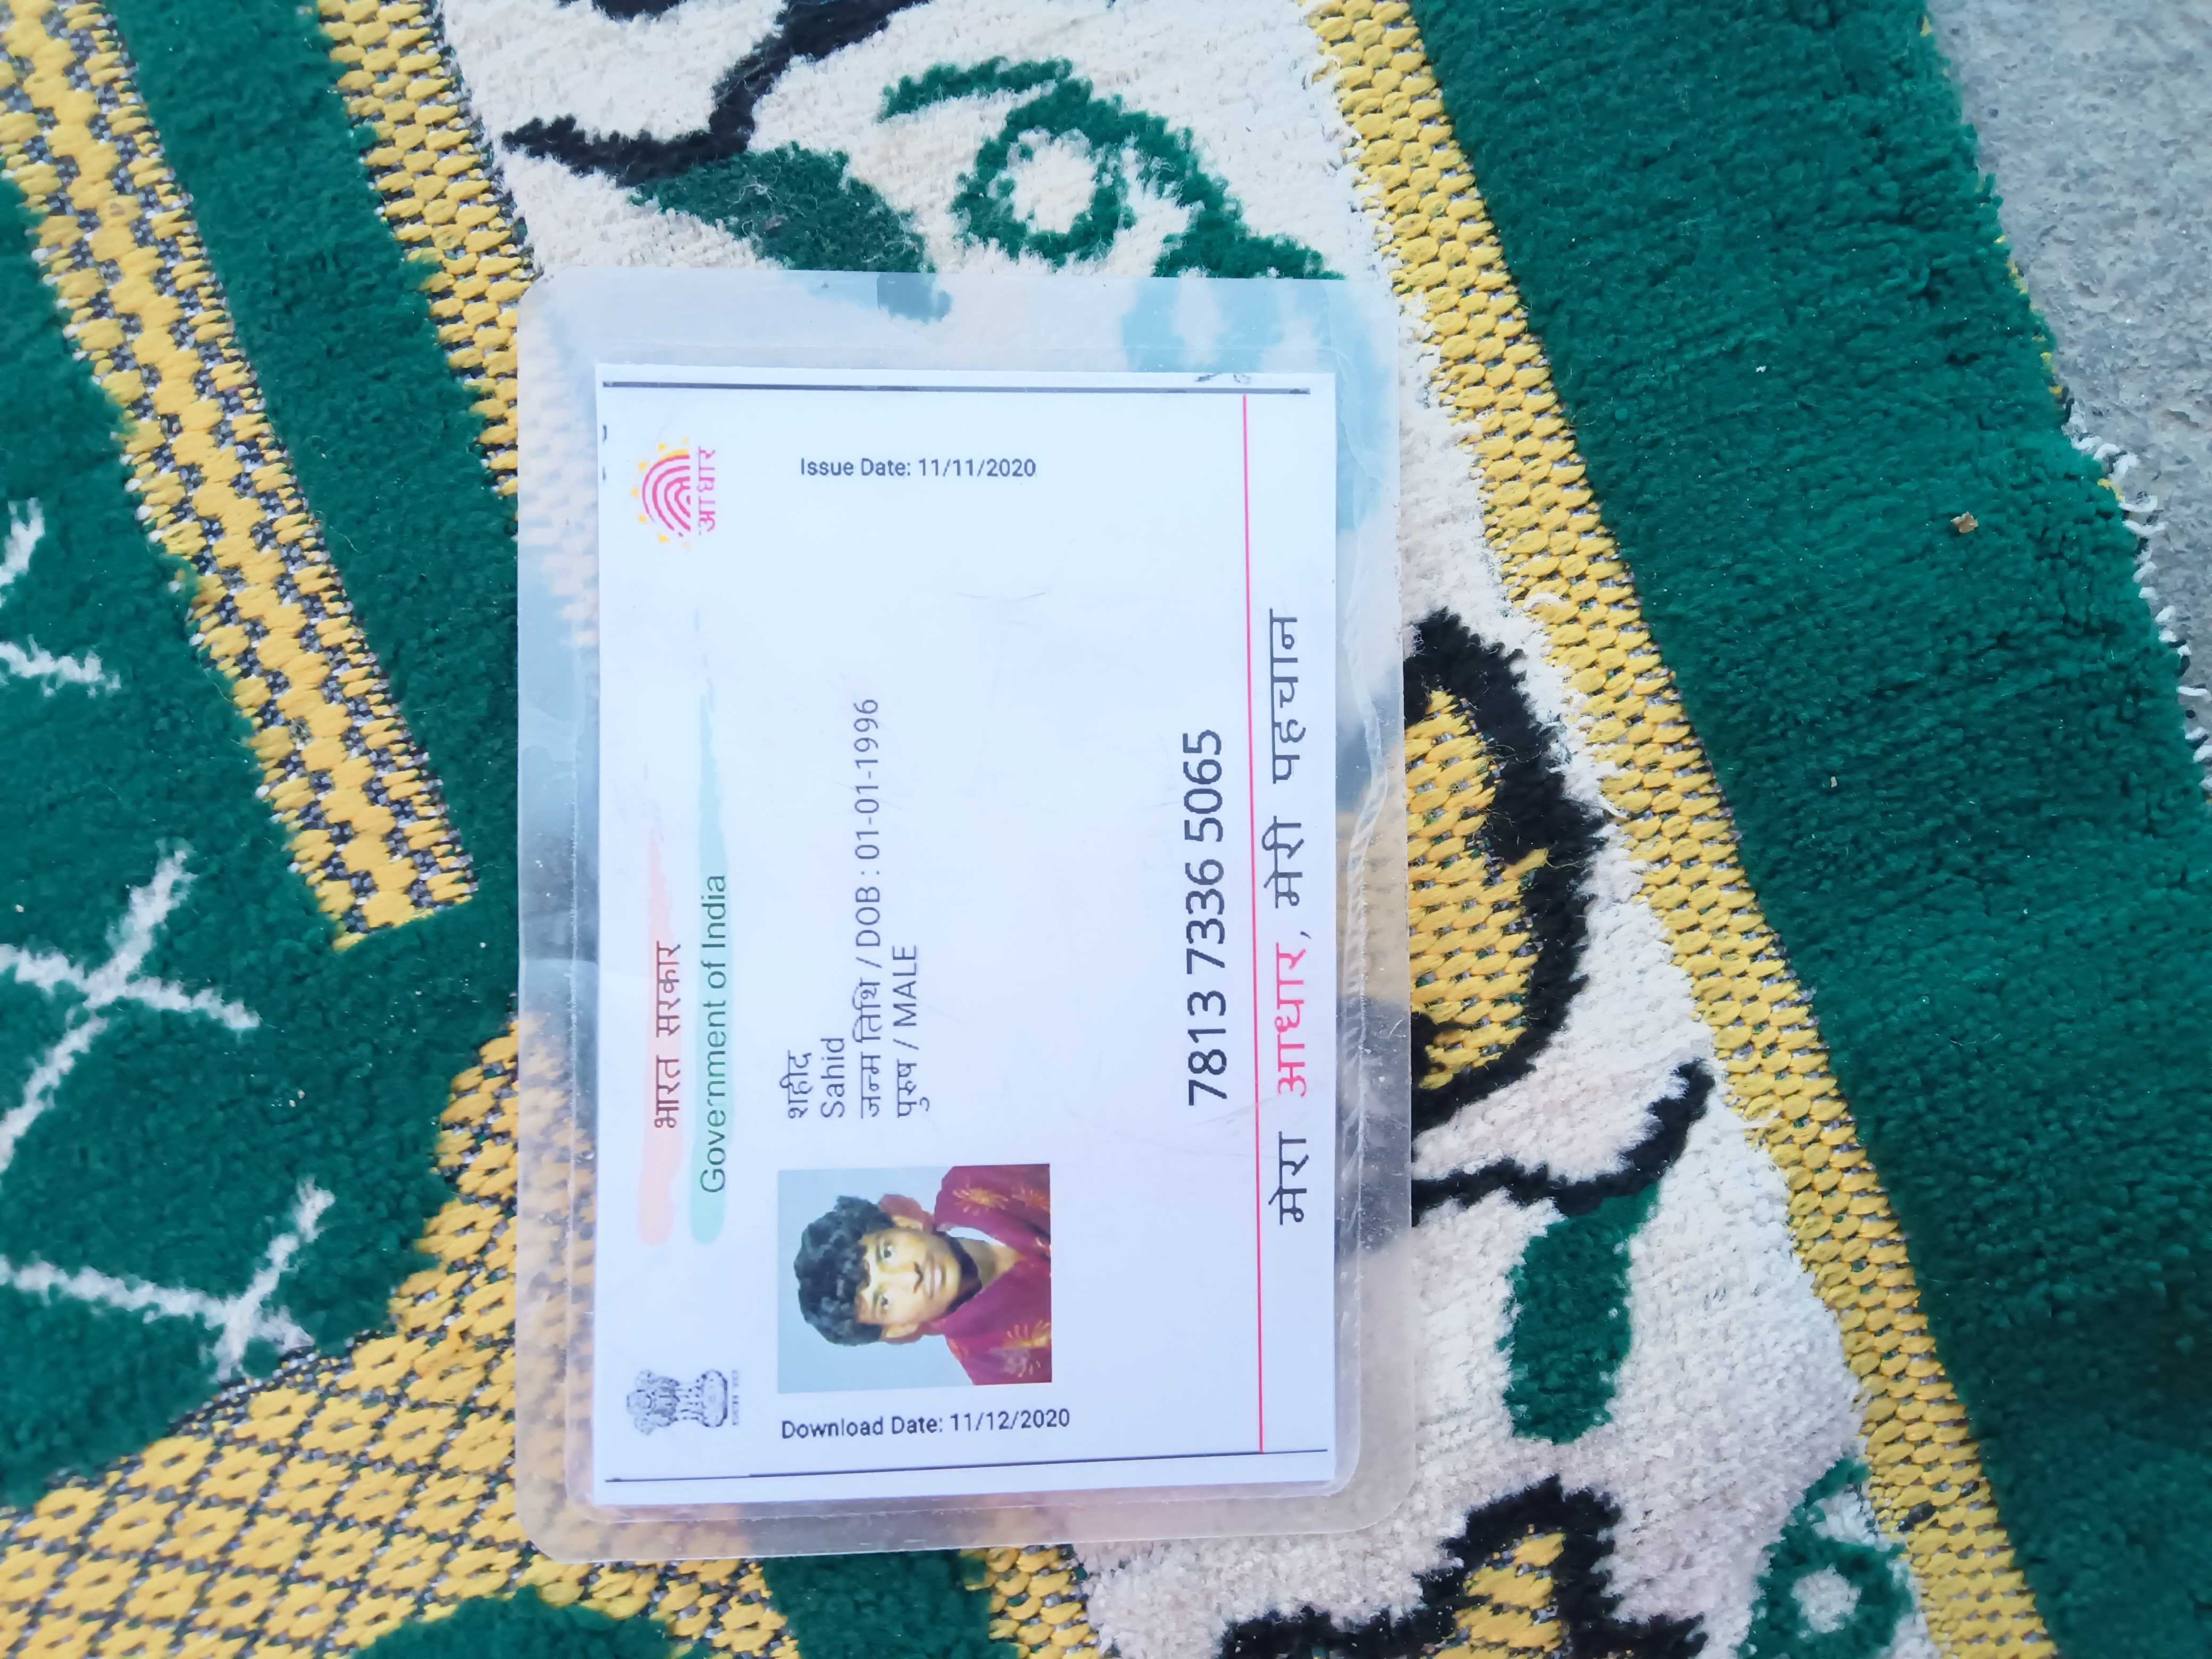 भारत सरकार
Government of India
आधार
Issue Date: 11/11/2020
Download Date: 11/12/2020
शहीद
Sahid
जन्म तिथि / DOB : 01-01-1996
पुरुष / MALE
7813 7336 5065
मेरा आधार, मेरी पहचान